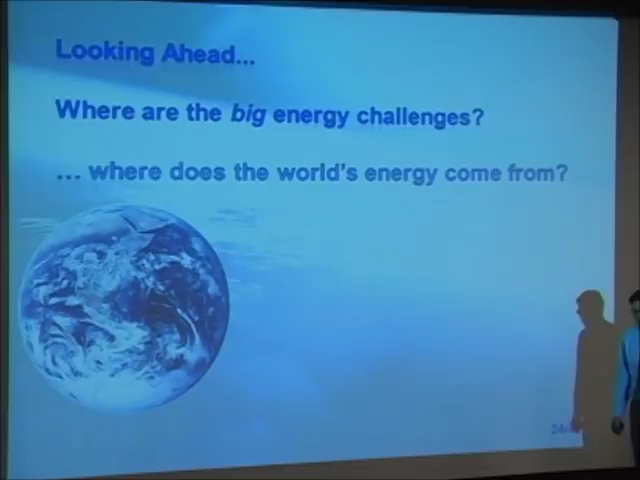 Looking Ahead...
Where are the big energy challenges?
... where does the world's energy come from?